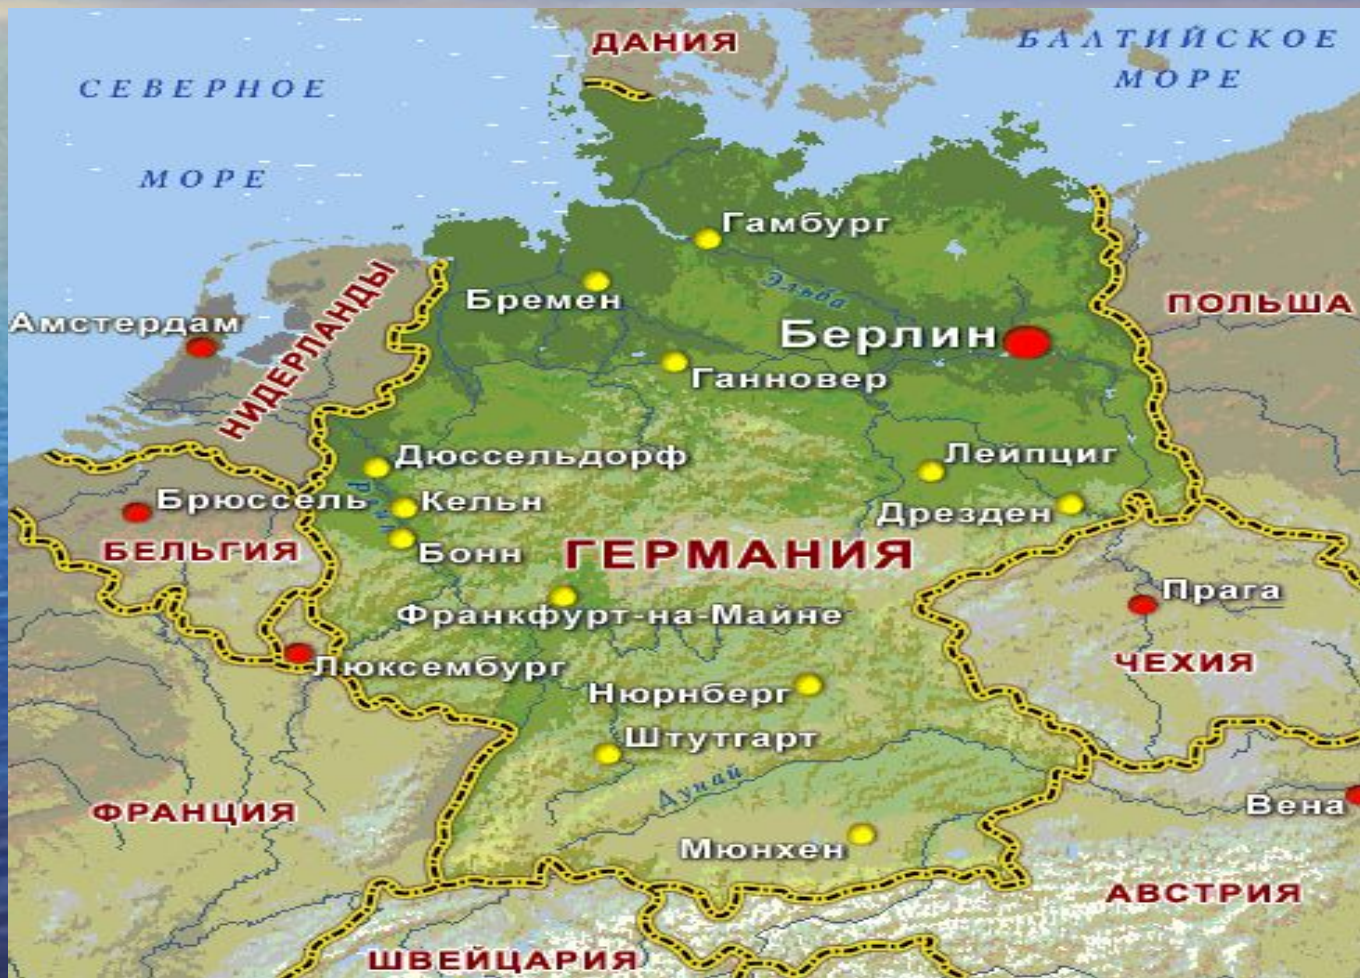 ДАНИЯ
БАЛТИЙСКОЕ
МОРЕ
СЕВЕРНОЕ
МОРЕ
Гамбург
Эльба
Бремен
НИДЕРЛАНДЫ
ПОЛЬША
Амстердам
Берлин
Ганновер
Дюссельдорф
Лейпциг
Брюссель
Кельн
Дрезден
БЕЛЬГИЯ
Бонн
ГЕРМАНИЯ
Прага
Франкфурт-на-Майне
Люксембург
ЧЕХИЯ
Нюрнберг
Штутгарт
Дунай
ФРАНЦИЯ
Вена
Мюнхен
АВСТРИЯ
ШВЕЙЦАРИЯ